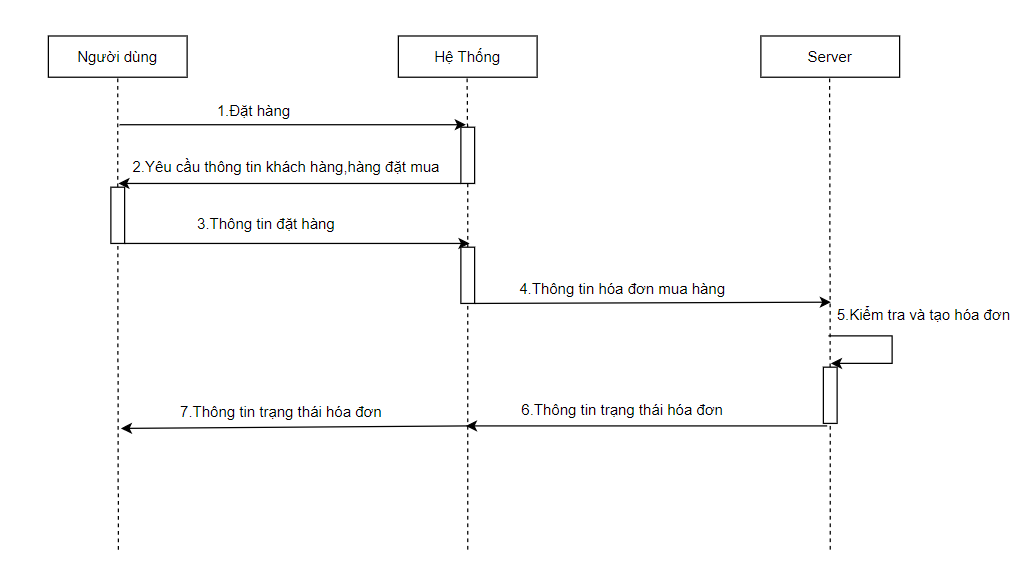 Người dùng
Hệ Thống
Server
1.Đặt hàng
2.Yêu cầu thông tin khách hàng,hàng đặt mua
3.Thông tin đặt hàng
4.Thông tin hóa đơn mua hàng
5.Kiểm tra và tạo hóa đơn
6.Thông tin trạng thái hóa đơn
7.Thông tin trạng thái hóa đơn